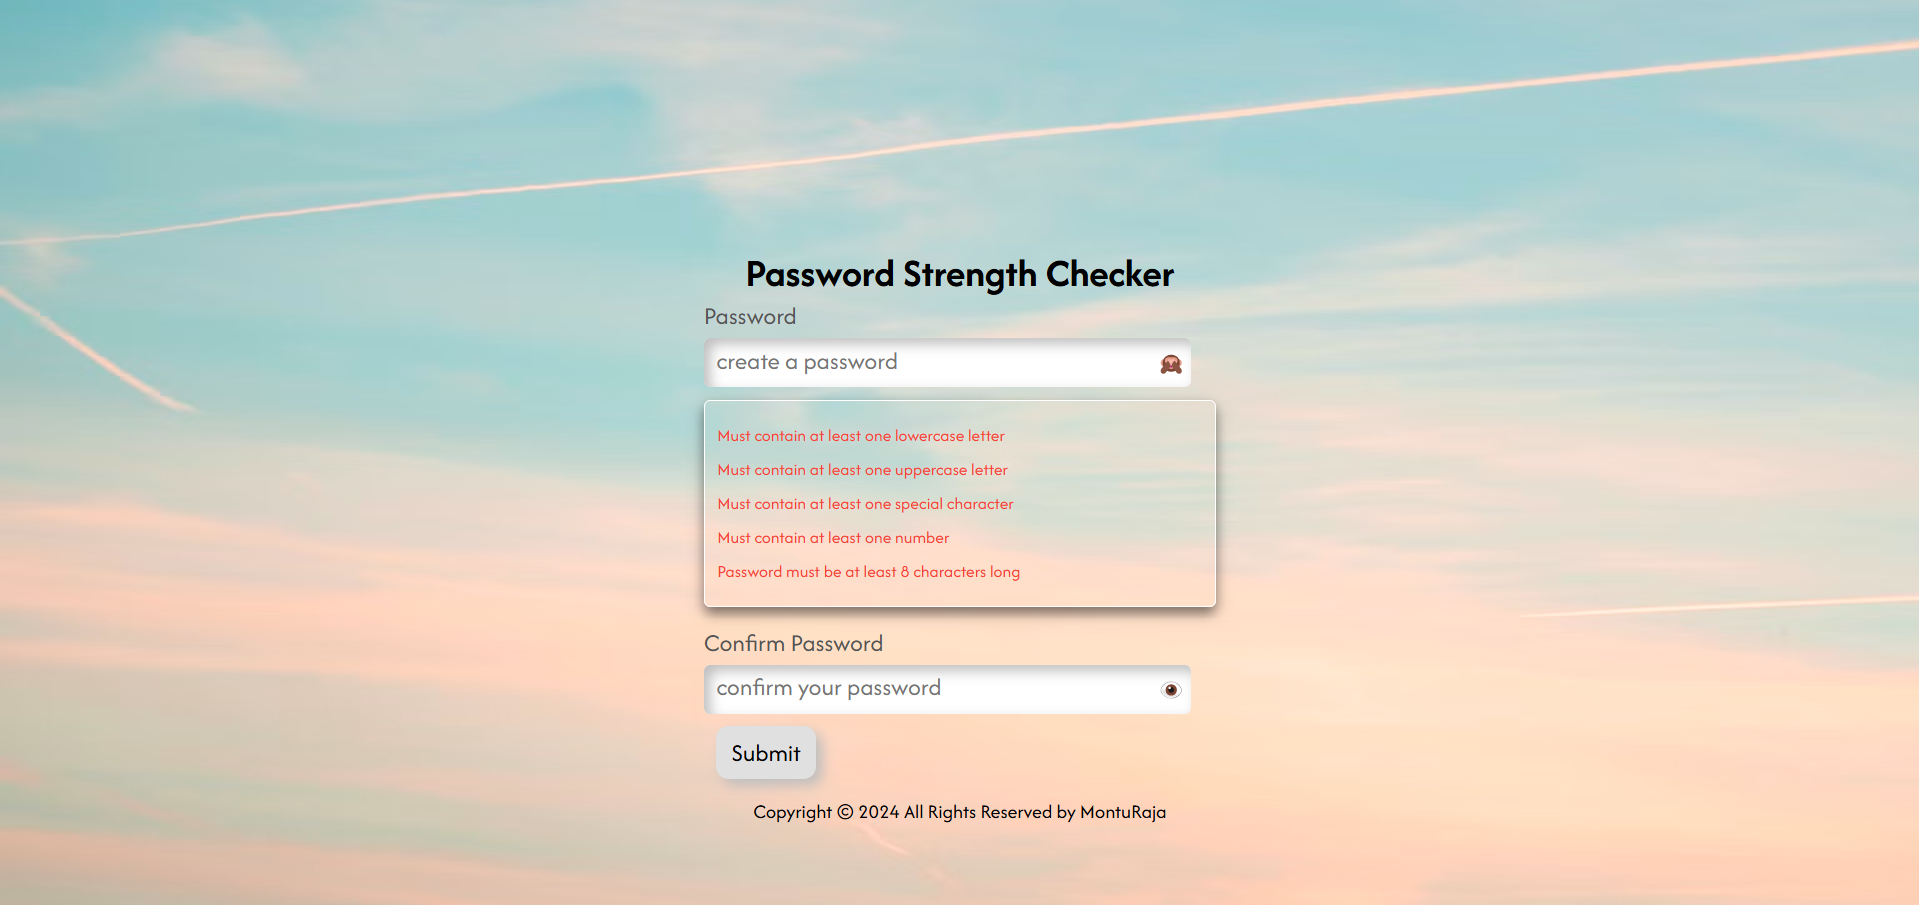 Password Strength Checker
Password
create a password
Must contain at least one lowercase letter
Must contain at least one uppercase letter
Must contain at least one special character
Must contain at least one number
Password must be at least 8 characters long
Confirm Password
confirm your password
Submit
Copyright © 2024 All Rights Reserved by MontuRaja